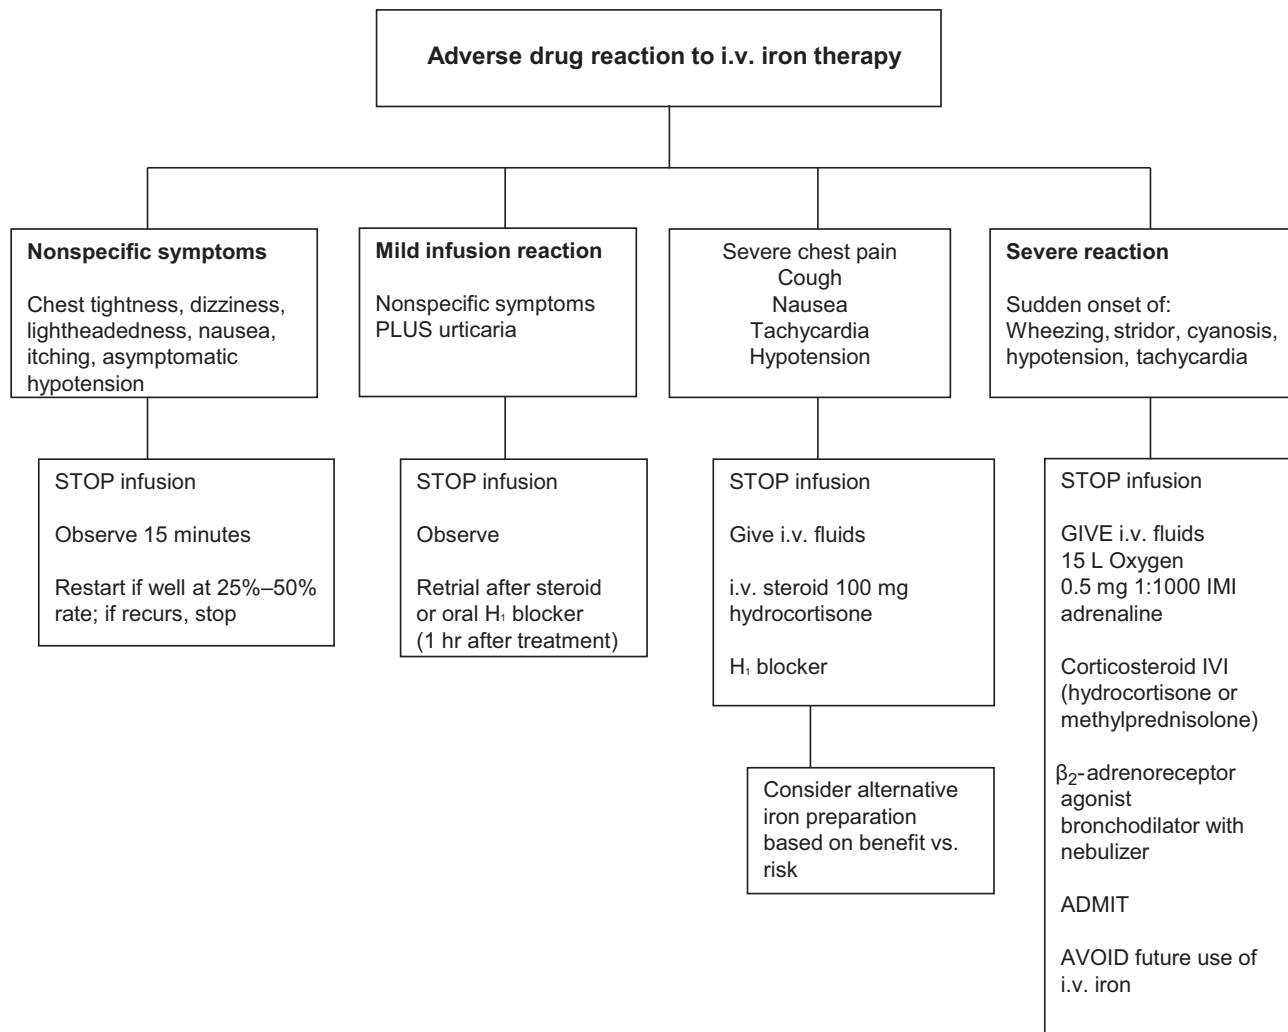 Adverse drug reaction to i.v. iron therapy
Nonspecific symptoms
Chest tightness, dizziness,
lightheadedness, nausea,
itching, asymptomatic
hypotension
STOP infusion
Observe 15 minutes
Restart if well at 25%–50%
rate; if recurs, stop
Mild infusion reaction
Nonspecific symptoms
PLUS urticaria
STOP infusion
Observe
Retrial after steroid
or oral H₁ blocker
(1 hr after treatment)
Severe chest pain
Cough
Nausea
Tachycardia
Hypotension
STOP infusion
Give i.v. fluids
i.v. steroid 100 mg
hydrocortisone
H₁ blocker
Consider alternative
iron preparation
based on benefit vs.
risk
Severe reaction
Sudden onset of:
Wheezing, stridor, cyanosis,
hypotension, tachycardia
STOP infusion
GIVE i.v. fluids
15 L Oxygen
0.5 mg 1:1000 IMI
adrenaline
Corticosteroid IVI
(hydrocortisone or
methylprednisolone)
β₂-adrenoreceptor
agonist
bronchodilator with
nebulizer
ADMIT
AVOID future use of
i.v. iron